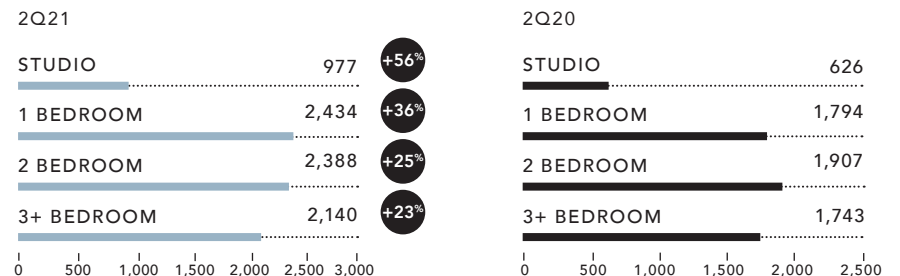 2Q21
STUDIO 977 +56%
1 BEDROOM 2,434 +36%
2 BEDROOM 2,388 +25%
3+ BEDROOM 2,140 +23%
0 500 1,000 1,500 2,000 2,500 3,000
2Q20
STUDIO 626
1 BEDROOM 1,794
2 BEDROOM 1,907
3+ BEDROOM 1,743
0 500 1,000 1,500 2,000 2,500